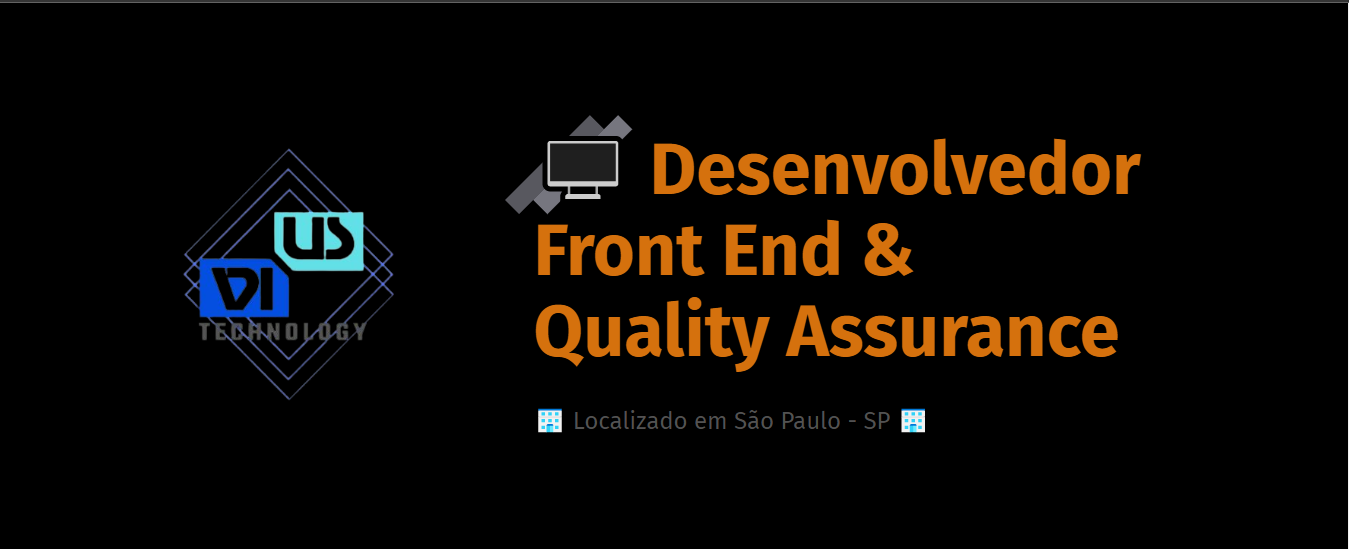 US
DI
TECHNOLOGY
Desenvolvedor
Front End &
Quality Assurance
Localizado em São Paulo - SP